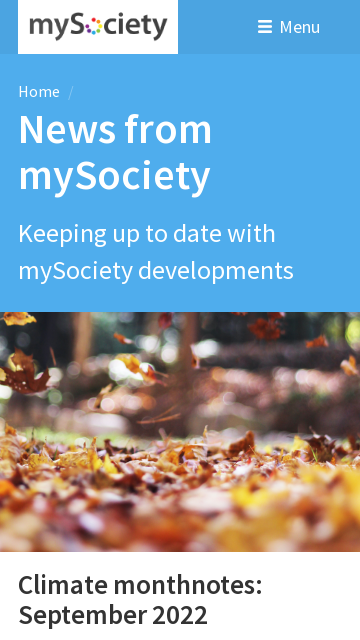 mySociety
Menu
Home /
News from
mySociety
Keeping up to date with
mySociety developments
Climate monthnotes:
September 2022